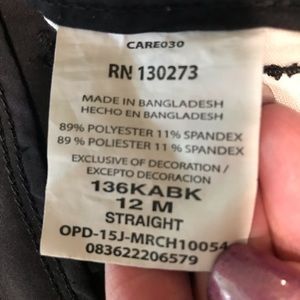 CARE030
RN 130273
MADE IN BANGLADESH
HECHO EN BANGLADESH
89% POLYESTER 11% SPANDEX
89 % POLIESTER 11% SPANDEX
EXCLUSIVE OF DECORATION /
EXCEPTO DECORACION
136KABK
12 M
STRAIGHT
OPD-15J-MRCH10054
083622206579